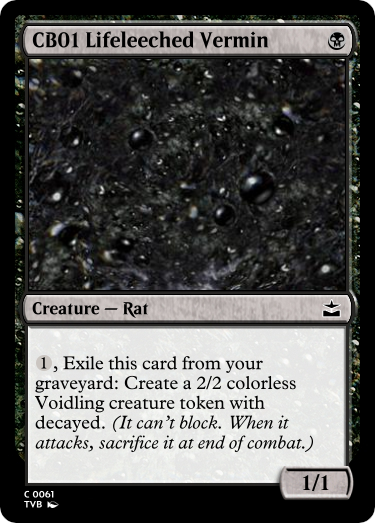 CB01 Lifeleeched Vermin
Creature — Rat
1, Exile this card from your
graveyard: Create a 2/2 colorless
Voidling creature token with
decayed. (It can't block. When it
attacks, sacrifice it at end of combat.)
1/1
C 0061
TVB